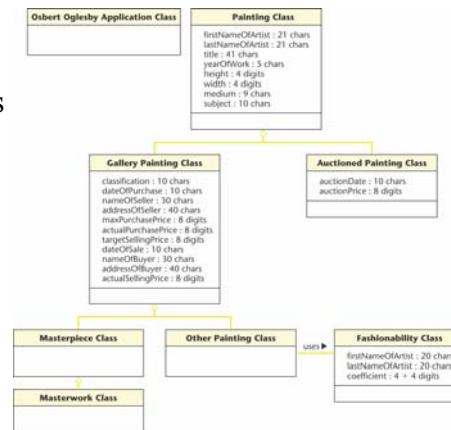 Osbert Oglesby Application Class
Painting Class
firstNameOfArtist : 21 chars
lastNameOfArtist : 21 chars
title : 41 chars
yearOfWork : 5 chars
height : 4 digits
width : 4 digits
medium : 9 chars
subject : 10 chars
s
Gallery Painting Class
classification : 10 chars
dateOfPurchase : 10 chars
nameOfSeller : 30 chars
addressOfSeller : 40 chars
maxPurchasePrice : 8 digits
actualPurchasePrice : 8 digits
targetSellingPrice : 8 digits
dateOfSale : 10 chars
nameOfBuyer : 30 chars
addressOfBuyer : 40 chars
actualSellingPrice : 8 digits
Auctioned Painting Class
auctionDate : 10 chars
auctionPrice : 8 digits
Masterpiece Class
Other Painting Class
uses ▶
Fashionability Class
firstNameOfArtist : 20 chars
lastNameOfArtist : 20 chars
coefficient : 4 + 4 digits
Masterwork Class